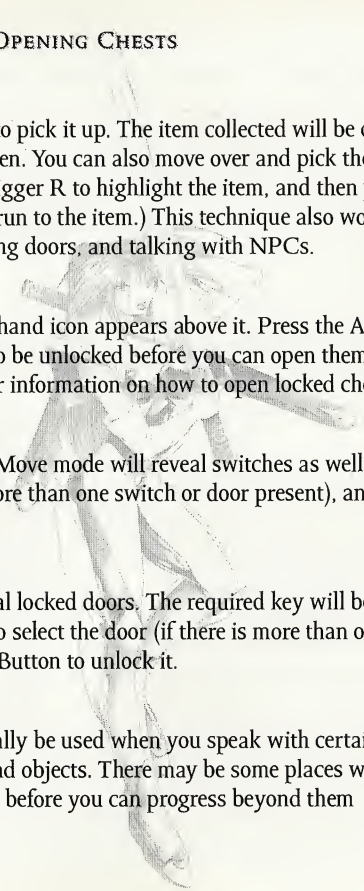 OPENING CHESTS
to pick it up. The item collected will be
en. You can also move over and pick the
igger R to highlight the item, and then
run to the item.) This technique also wo
ng doors, and talking with NPCs.
hand icon appears above it. Press the A
o be unlocked before you can open them
r information on how to open locked che
Move mode will reveal switches as well
ore than one switch or door present), an
al locked doors. The required key will be
o select the door (if there is more than o
Button to unlock it.
ally be used when you speak with certai
nd objects. There may be some places w
before you can progress beyond them